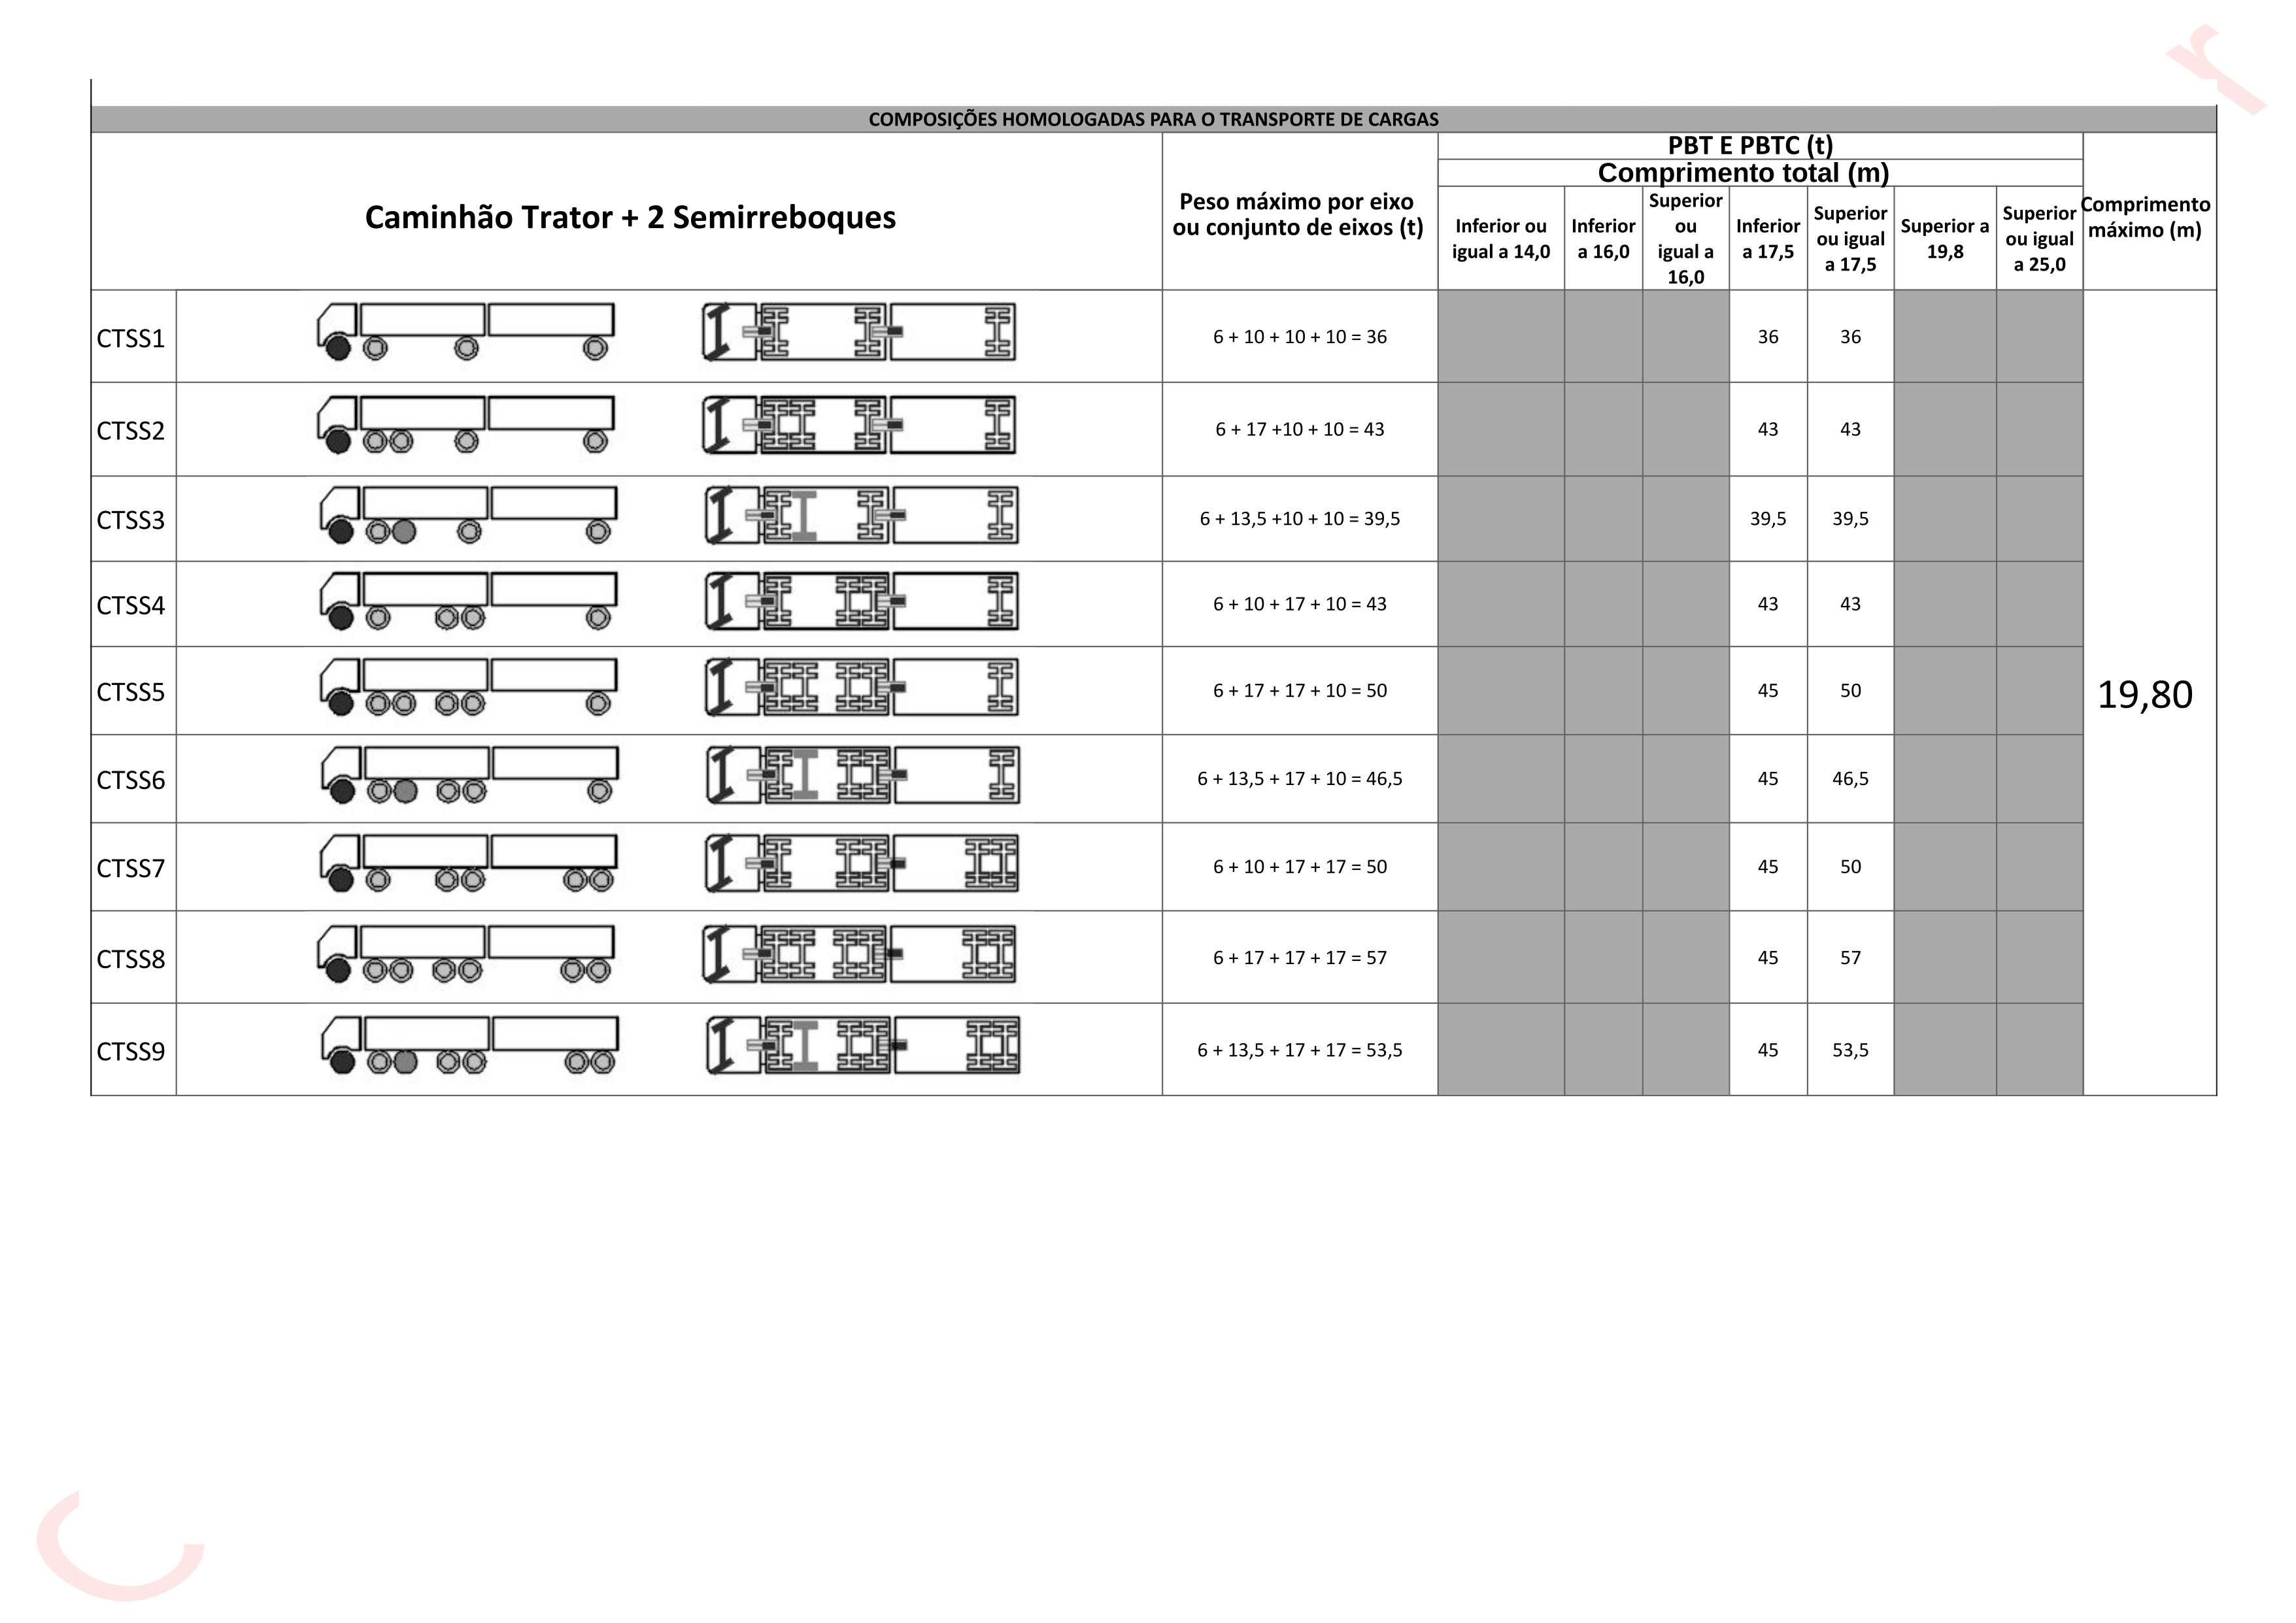 COMPOSIÇÕES HOMOLOGADAS PARA O TRANSPORTE DE CARGAS
Caminhão Trator + 2 Semirreboques
Peso máximo por eixo
ou conjunto de eixos (t)
PBT E PBTC (t)
Comprimento total (m)
Inferior ou
igual a 14,0
Inferior
a 16,0
Superior
ou
igual a
16,0
Inferior
a 17,5
Superior
ou igual
a 17,5
Superior a
19,8
Superior
ou igual
a 25,0
Comprimento
máximo (m)
CTSS1 6 + 10 + 10 + 10 = 36 36 36
CTSS2 6 + 17 +10 + 10 = 43 43 43
CTSS3 6 + 13,5 +10 + 10 = 39,5 39,5 39,5
CTSS4 6 + 10 + 17 + 10 = 43 43 43
CTSS5 6 + 17 + 17 + 10 = 50 45 50
19,80
CTSS6 6 + 13,5 + 17 + 10 = 46,5 45 46,5
CTSS7 6 + 10 + 17 + 17 = 50 45 50
CTSS8 6 + 17 + 17 + 17 = 57 45 57
CTSS9 6 + 13,5 + 17 + 17 = 53,5 45 53,5
C
r